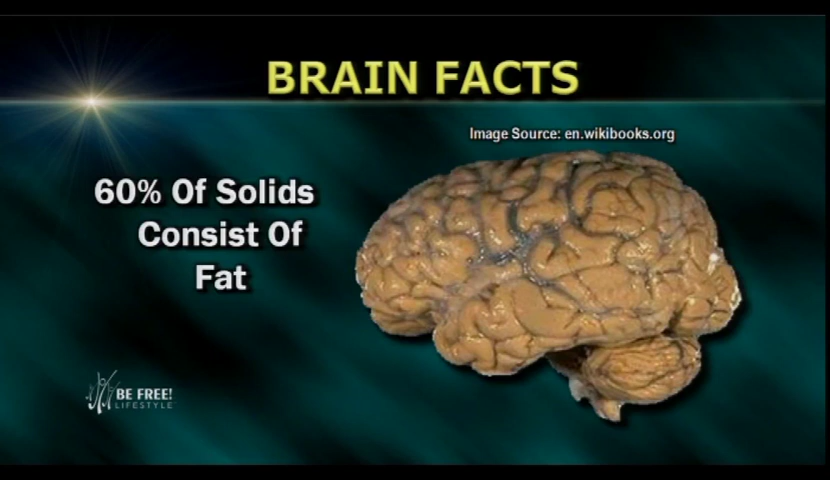 BRAIN FACTS
Image Source: en.wikibooks.org
60% Of Solids
Consist Of
Fat
BE FREE!
LIFESTYLE